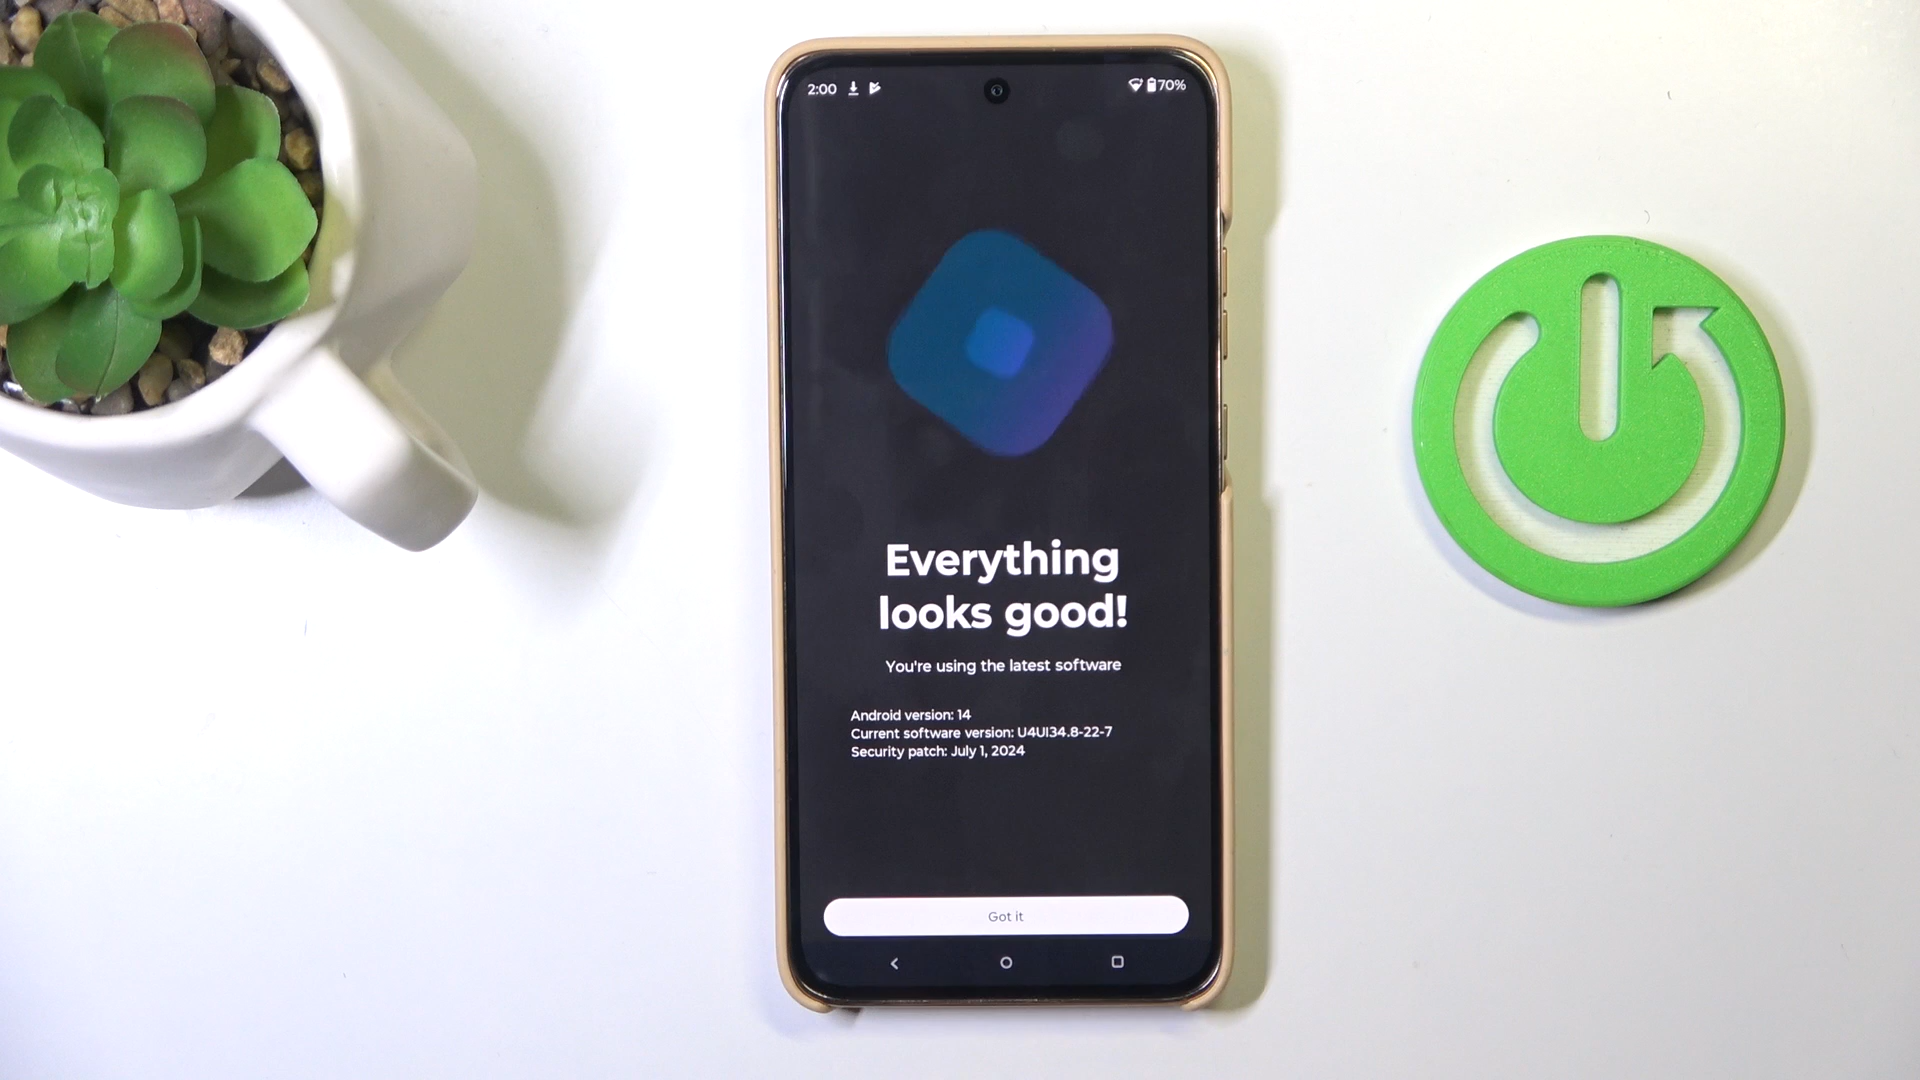 2:00 70%
Everything
looks good!
You're using the latest software
Android version: 14
Current software version: U4UI34.8-22-7
Security patch: July 1, 2024
Got it